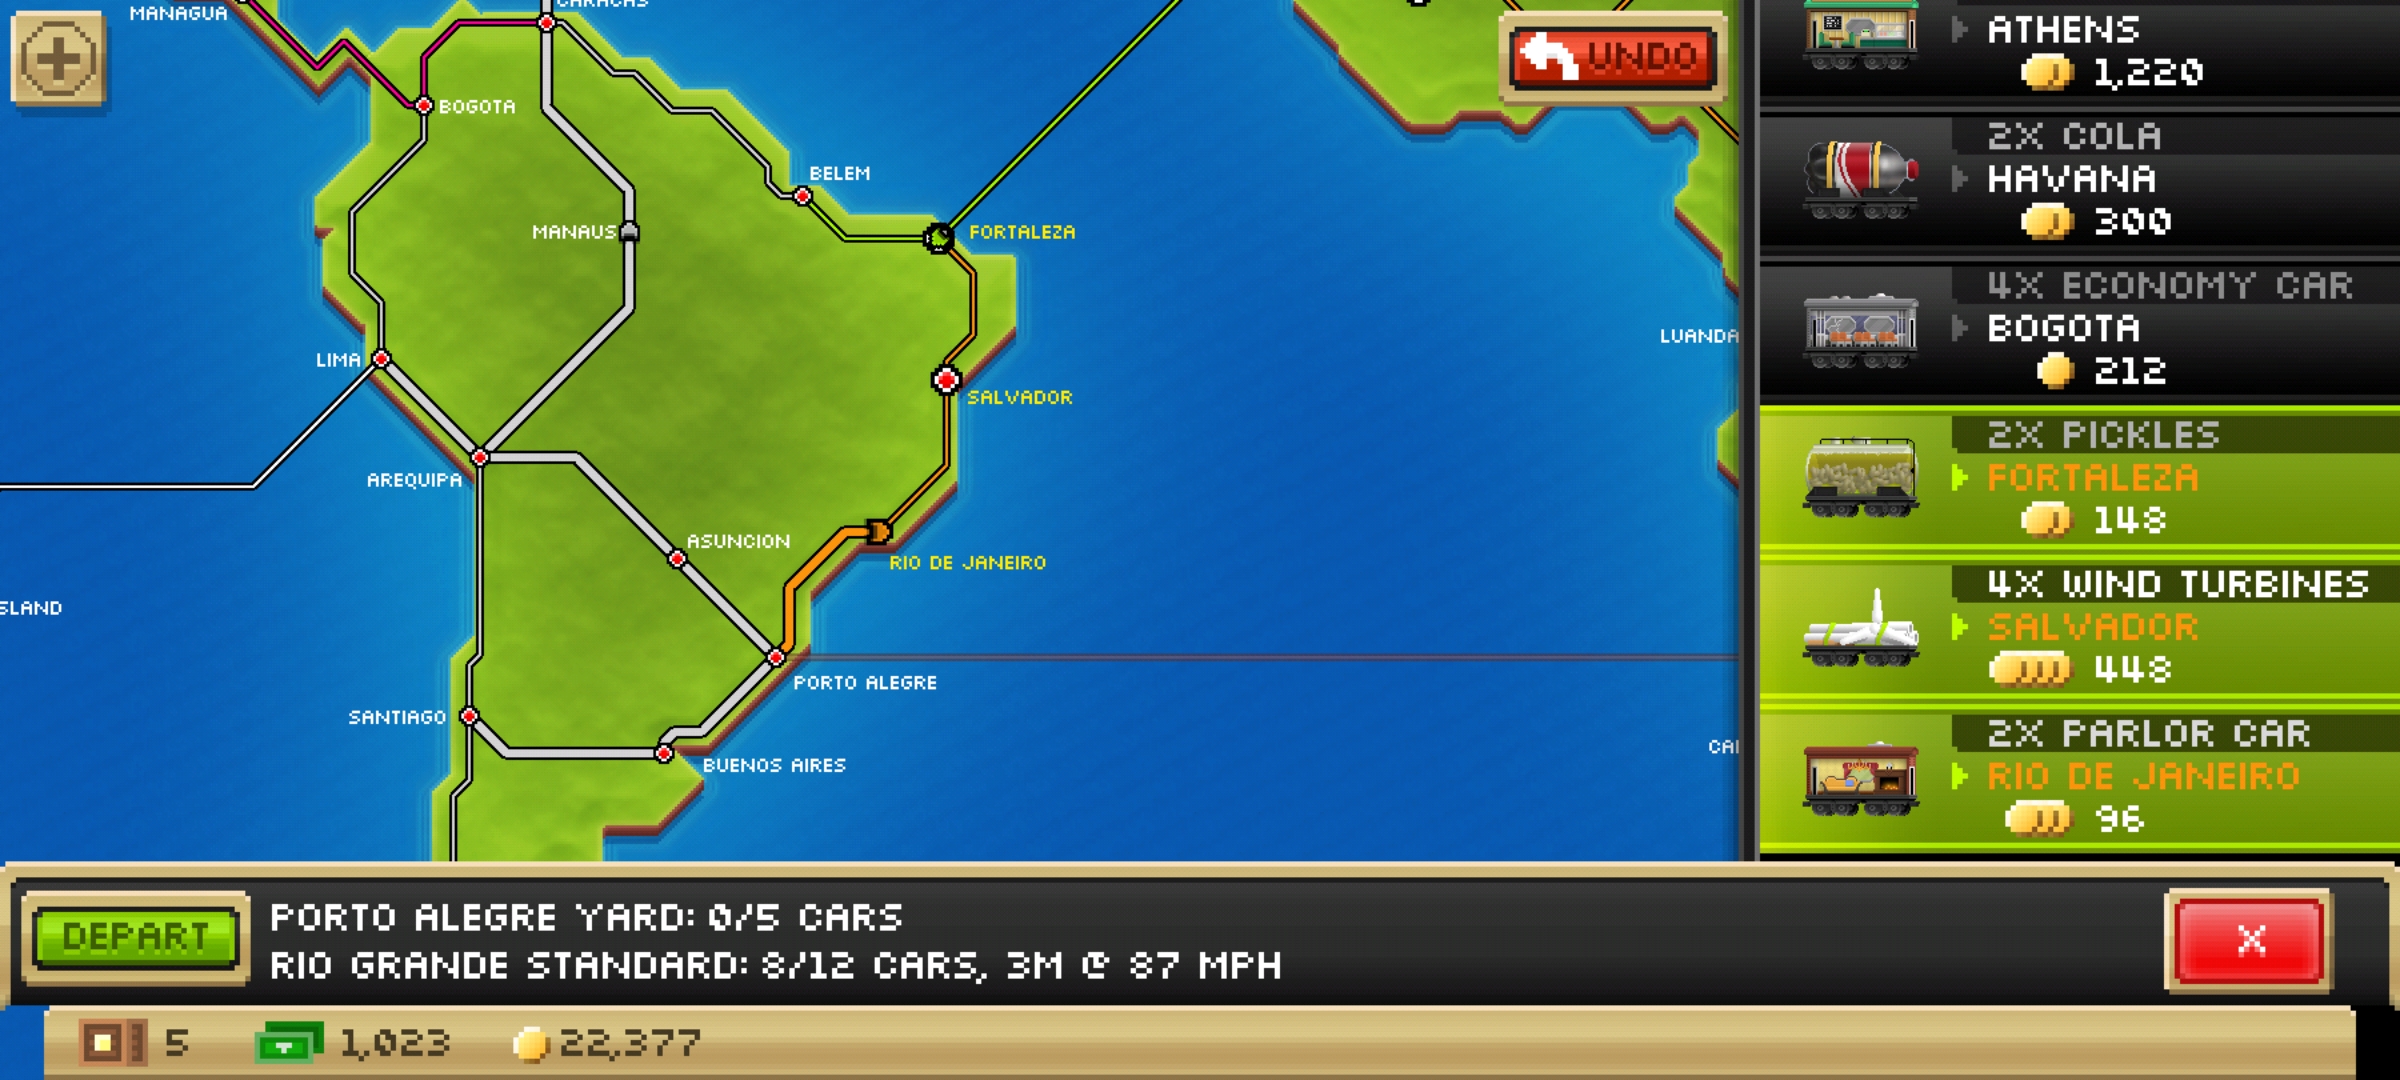 MANAGUA
CARACAS
BOGOTA
BELEM
MANAUS
FORTALEZA
LIMA
SALVADOR
AREQUIPA
ASUNCION
RIO DE JANEIRO
SLAND
PORTO ALEGRE
SANTIAGO
BUENOS AIRES
LUANDA
CA
UNDO
ATHENS
1,220
2X COLA
HAVANA
300
4X ECONOMY CAR
BOGOTA
212
2X PICKLES
FORTALEZA
148
4X WIND TURBINES
SALVADOR
448
2X PARLOR CAR
RIO DE JANEIRO
96
DEPART
PORTO ALEGRE YARD: 0/5 CARS
RIO GRANDE STANDARD: 8/12 CARS, 3M @ 87 MPH
X
5
1,023
22,377